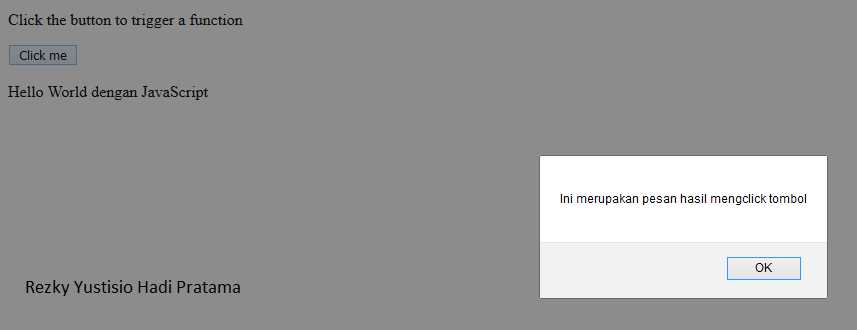 Click the button to trigger a function
Click me
Hello World dengan JavaScript
Ini merupakan pesan hasil mengclick tombol
OK
Rezky Yustisio Hadi Pratama